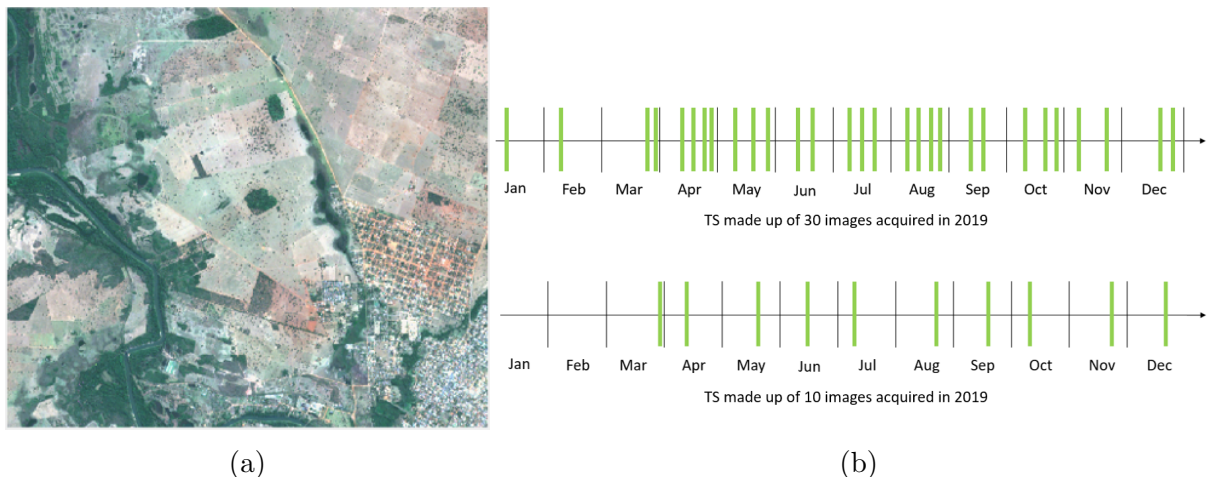 Jan Feb Mar Apr May Jun Jul Aug Sep Oct Nov Dec
TS made up of 30 images acquired in 2019
Jan Feb Mar Apr May Jun Jul Aug Sep Oct Nov Dec
TS made up of 10 images acquired in 2019
(a) (b)